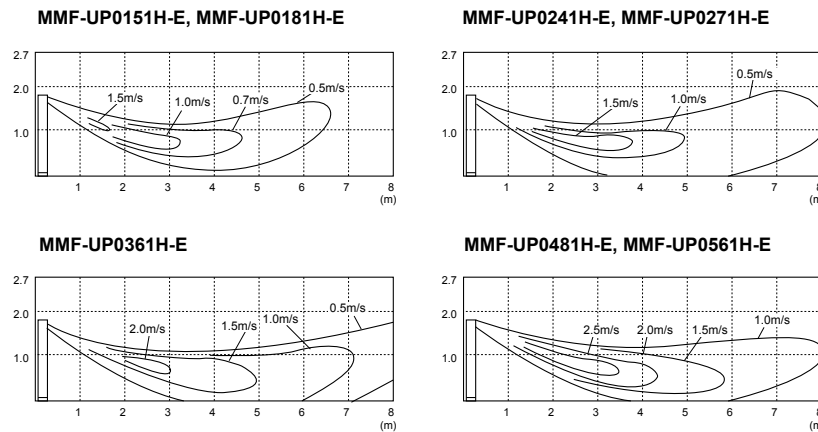 MMF-UP0151H-E, MMF-UP0181H-E
2.7
2.0
1.0
1.5m/s
1.0m/s
0.7m/s
0.5m/s
1 2 3 4 5 6 7 8
(m)
MMF-UP0241H-E, MMF-UP0271H-E
2.7
2.0
1.0
1.5m/s
1.0m/s
0.5m/s
1 2 3 4 5 6 7 8
(m)
MMF-UP0361H-E
2.7
2.0
1.0
2.0m/s
1.5m/s
1.0m/s
0.5m/s
1 2 3 4 5 6 7 8
(m)
MMF-UP0481H-E, MMF-UP0561H-E
2.7
2.0
1.0
2.5m/s
2.0m/s
1.5m/s
1.0m/s
1 2 3 4 5 6 7 8
(m)